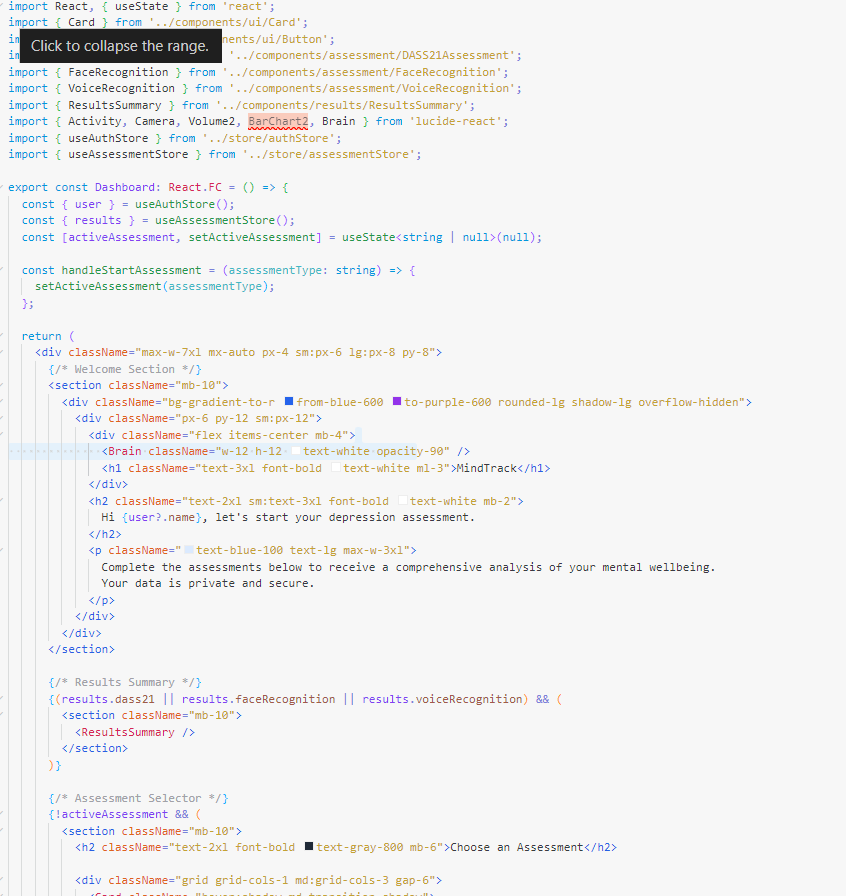 import React, { useState } from 'react';
import { Card } from '../components/ui/Card';
Click to collapse the range.
im nents/ui/Button';
im '../components/assessment/DASS21Assessment';
import { FaceRecognition } from '../components/assessment/FaceRecognition';
import { VoiceRecognition } from '../components/assessment/VoiceRecognition';
import { ResultsSummary } from '../components/results/ResultsSummary';
import { Activity, Camera, Volume2, BarChart2, Brain } from 'lucide-react';
import { useAuthStore } from '../store/authStore';
import { useAssessmentStore } from '../store/assessmentStore';
export const Dashboard: React.FC = () => {
const { user } = useAuthStore();
const { results } = useAssessmentStore();
const [activeAssessment, setActiveAssessment] = useState<string | null>(null);
const handleStartAssessment = (assessmentType: string) => {
setActiveAssessment(assessmentType);
};
return (
<div className="max-w-7xl mx-auto px-4 sm:px-6 lg:px-8 py-8">
{/* Welcome Section */}
<section className="mb-10">
<div className="bg-gradient-to-r from-blue-600 to-purple-600 rounded-lg shadow-lg overflow-hidden">
<div className="px-6 py-12 sm:px-12">
<div className="flex items-center mb-4">
<Brain className="w-12 h-12 text-white opacity-90" />
<h1 className="text-3xl font-bold text-white ml-3">MindTrack</h1>
</div>
<h2 className="text-2xl sm:text-3xl font-bold text-white mb-2">
Hi {user?.name}, let's start your depression assessment.
</h2>
<p className="text-blue-100 text-lg max-w-3xl">
Complete the assessments below to receive a comprehensive analysis of your mental wellbeing.
Your data is private and secure.
</p>
</div>
</div>
</section>
{/* Results Summary */}
{(results.dass21 || results.faceRecognition || results.voiceRecognition) && (
<section className="mb-10">
<ResultsSummary />
</section>
)}
{/* Assessment Selector */}
{!activeAssessment && (
<section className="mb-10">
<h2 className="text-2xl font-bold text-gray-800 mb-6">Choose an Assessment</h2>
<div className="grid grid-cols-1 md:grid-cols-3 gap-6">